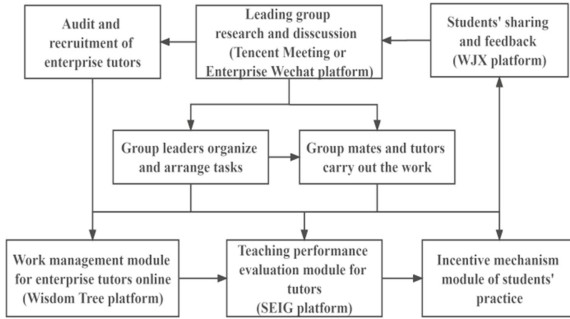 Audit and
recruitment of
enterprise tutors
Leading group
research and disscussion
(Tencent Meeting or
Enterprise Wechat platform)
Students' sharing
and feedback
(WJX platform)
Group leaders organize
and arrange tasks
Group mates and tutors
carry out the work
Work management module
for enterprise tutors online
(Wisdom Tree platform)
Teaching performance
evaluation module for
tutors
(SEIG platform)
Incentive mechanism
module of students'
practice